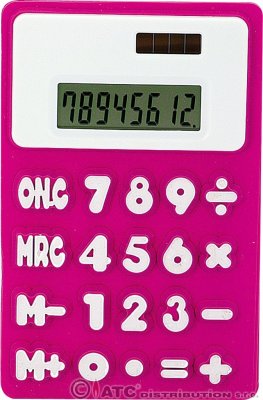 78945612.
ON.C 7 8 9 ÷
MRC 4 5 6 ×
M- 1 2 3 -
M+ 0 . = +
©ATC distribution s.r.o.